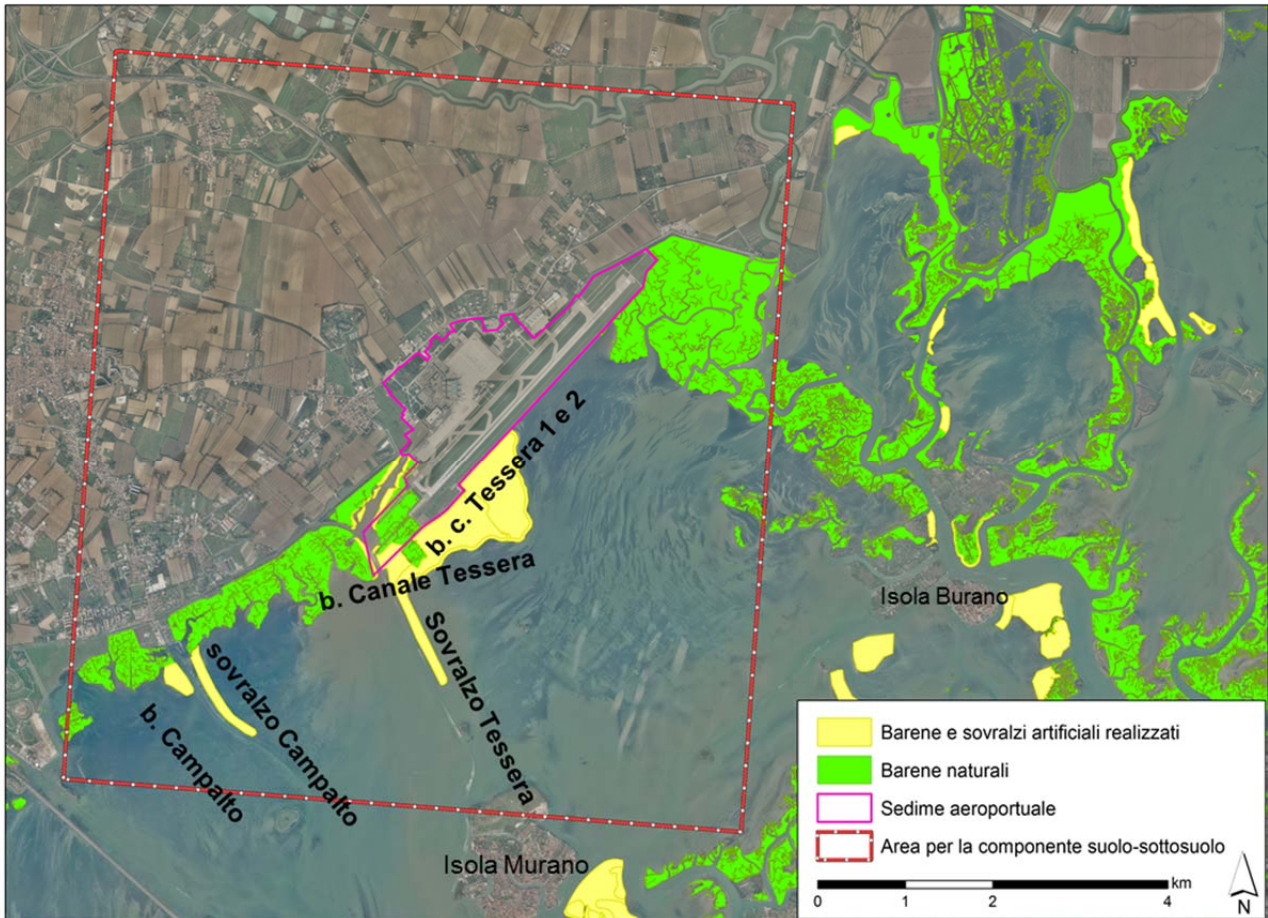 b. c. Tessera 1 e 2
b. Canale Tessera
Sovralzo Tessera
sovralzo Campalto
b. Campalto
Isola Burano
Isola Murano
Barene e sovralzi artificiali realizzati
Barene naturali
Sedime aeroportuale
Area per la componente suolo-sottosuolo
km
0 1 2 4
N